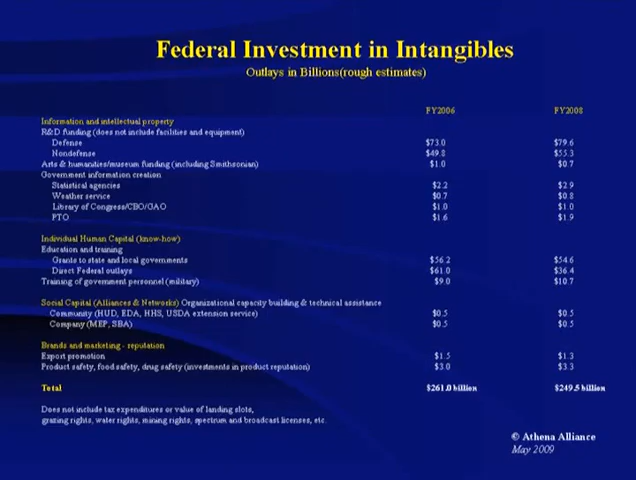 Federal Investment in Intangibles
Outlays in Billions(rough estimates)
FY2006 FY2008
Information and intellectual property
R&D funding (does not include facilities and equipment)
Defense $73.0 $79.6
Nondefense $49.8 $55.3
Arts & humanities/museum funding (including Smithsonian) $1.0 $0.7
Government information creation
Statistical agencies $2.2 $2.9
Weather service $0.7 $0.8
Library of Congress/CBO/GAO $1.0 $1.0
PTO $1.6 $1.9
Individual Human Capital (know-how)
Education and training
Grants to state and local governments $56.2 $54.6
Direct Federal outlays $61.0 $36.4
Training of government personnel (military) $9.0 $10.7
Social Capital (Alliances & Networks) Organizational capacity building & technical assistance
Community (HUD, EDA, HHS, USDA extension service) $0.5 $0.5
Company (MEP, SBA) $0.5 $0.5
Brands and marketing - reputation
Export promotion $1.5 $1.3
Product safety, food safety, drug safety (investments in product reputation) $3.0 $3.3
Total $261.0 billion $249.5 billion
Does not include tax expenditures or value of landing slots,
grazing rights, water rights, mining rights, spectrum and broadcast licenses, etc.
© Athena Alliance
May 2009